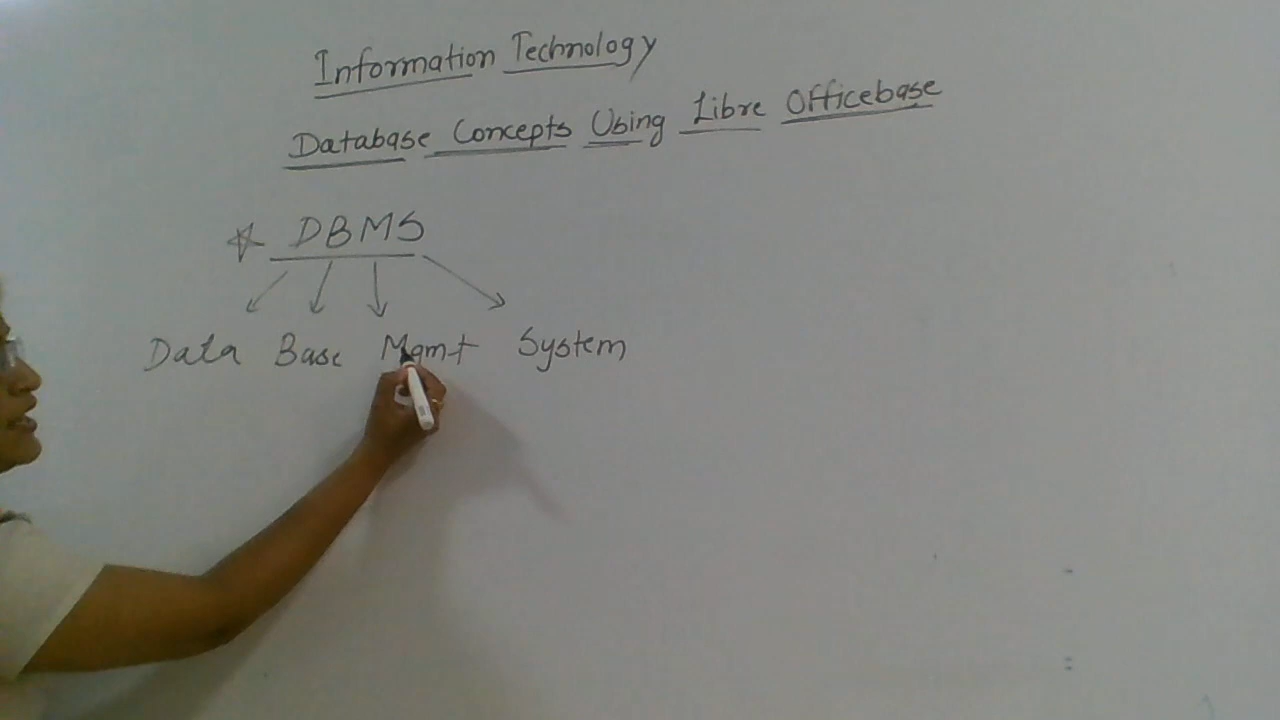 Information Technology
Database Concepts Using Libre Officebase
DBMS
Data Base Mgmt System